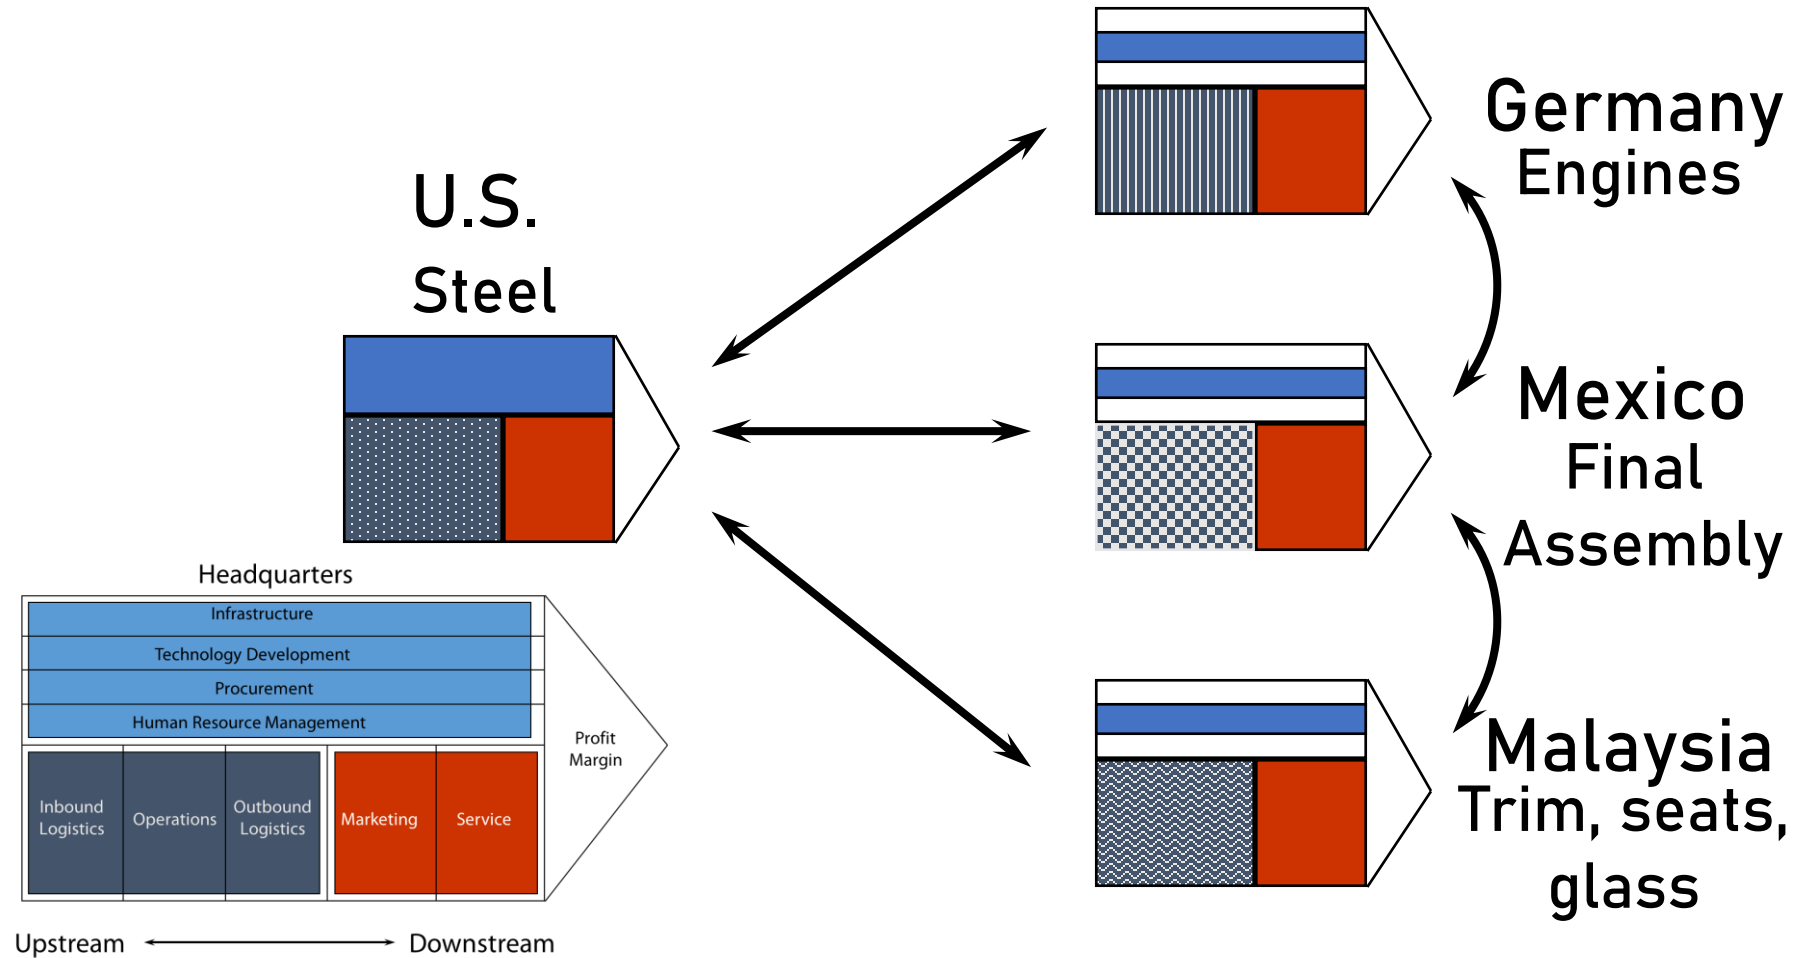 U.S.
Steel
Germany
Engines
Mexico
Final
Assembly
Malaysia
Trim, seats,
glass
Headquarters
Infrastructure
Technology Development
Procurement
Human Resource Management
Inbound
Logistics
Operations
Outbound
Logistics
Marketing
Service
Profit
Margin
Upstream
Downstream